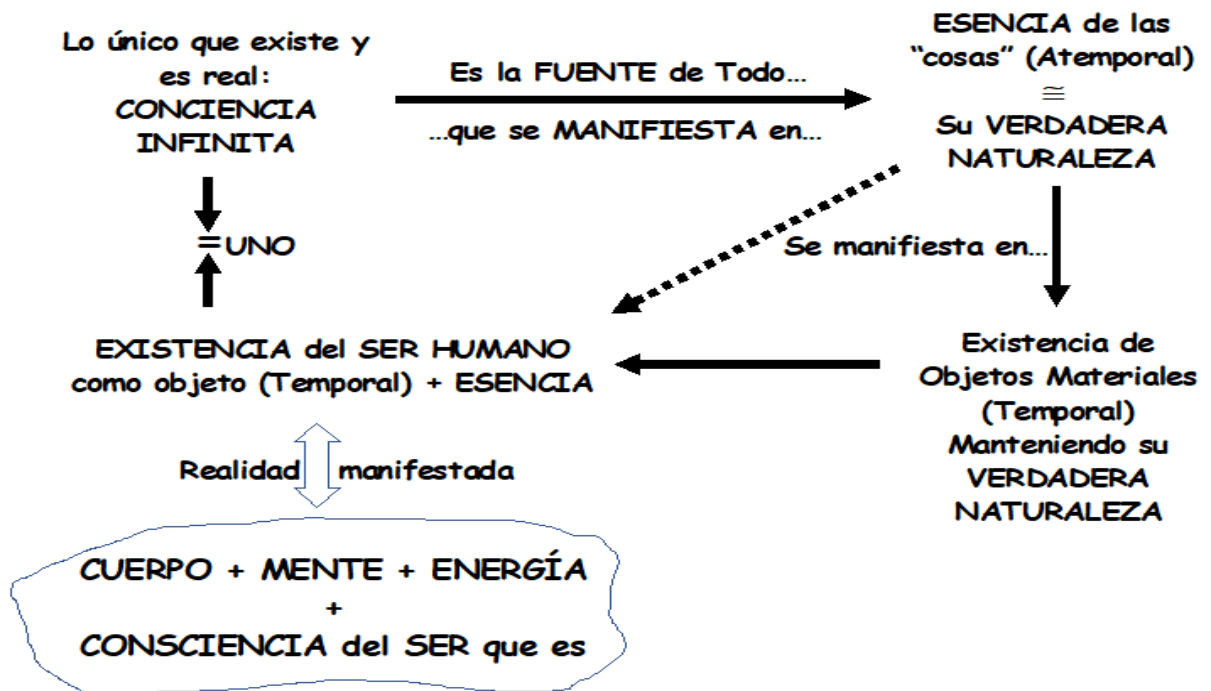 Lo único que existe y
es real:
CONCIENCIA
INFINITA
Es la FUENTE de Todo...
...que se MANIFIESTA en...
ESENCIA de las
“cosas” (Atemporal)
≅
Su VERDADERA
NATURALEZA
= UNO
Se manifiesta en...
EXISTENCIA del SER HUMANO
como objeto (Temporal) + ESENCIA
Existencia de
Objetos Materiales
(Temporal)
Manteniendo su
VERDADERA
NATURALEZA
Realidad manifestada
CUERPO + MENTE + ENERGÍA
+
CONSCIENCIA del SER que es